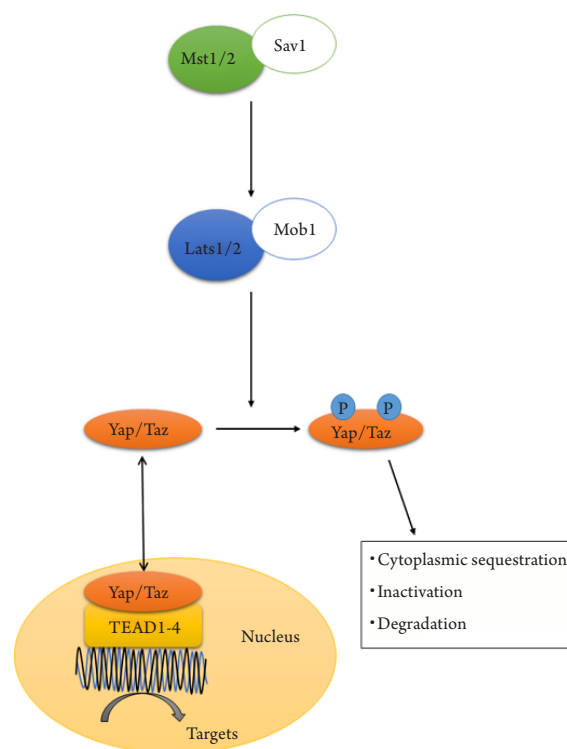 Sav1
Mst1/2
Mob1
Lats1/2
P P
Yap/Taz
Yap/Taz
• Cytoplasmic sequestration
• Inactivation
• Degradation
Yap/Taz
TEAD1-4
Nucleus
Targets